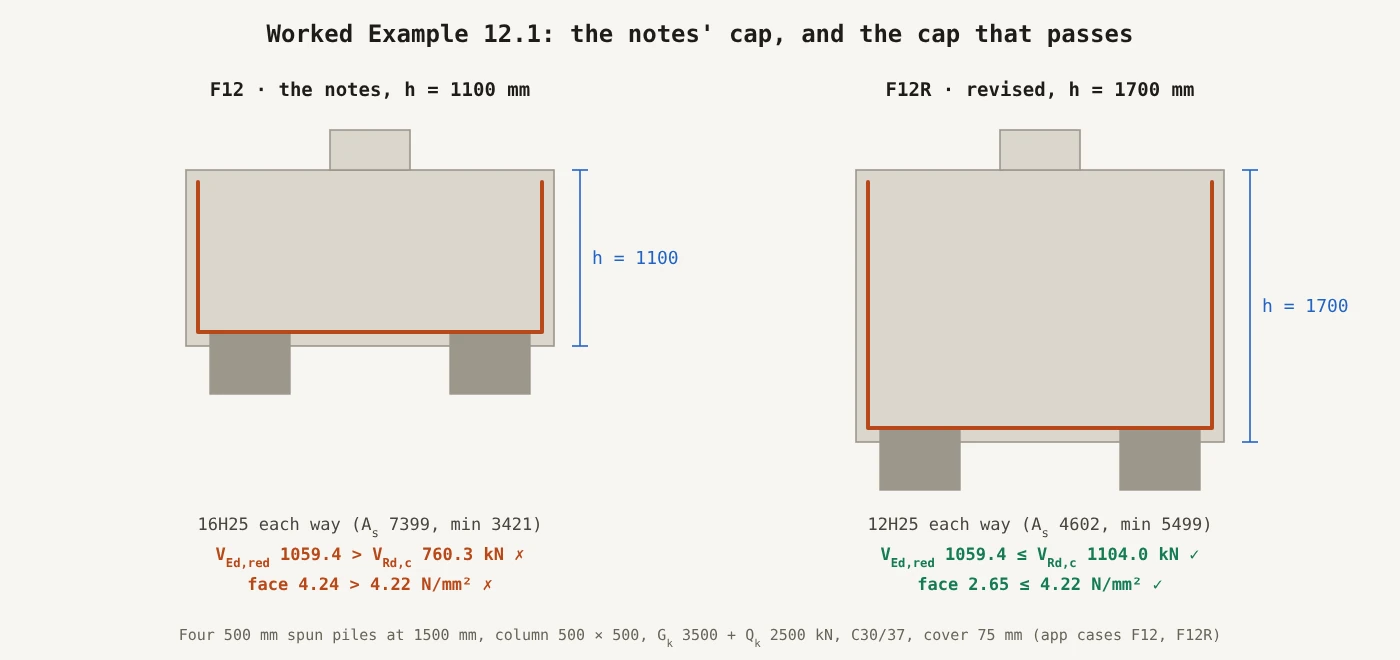 Worked Example 12.1: the notes' cap, and the cap that passes
F12 · the notes, h = 1100 mm
F12R · revised, h = 1700 mm
h = 1100
h = 1700
16H25 each way (As 7399, min 3421)
VEd,red 1059.4 > VRd,c 760.3 kN ✗
face 4.24 > 4.22 N/mm² ✗
12H25 each way (As 4602, min 5499)
VEd,red 1059.4 ≤ VRd,c 1104.0 kN ✓
face 2.65 ≤ 4.22 N/mm² ✓
Four 500 mm spun piles at 1500 mm, column 500 × 500, Gk 3500 + Qk 2500 kN, C30/37, cover 75 mm (app cases F12, F12R)